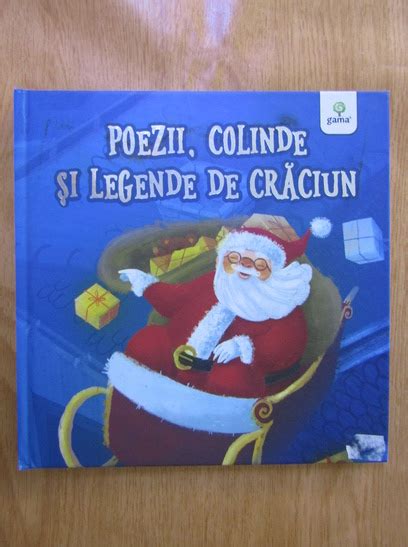 gama
POEZII, COLINDE
ŞI LEGENDE DE CRĂCIUN